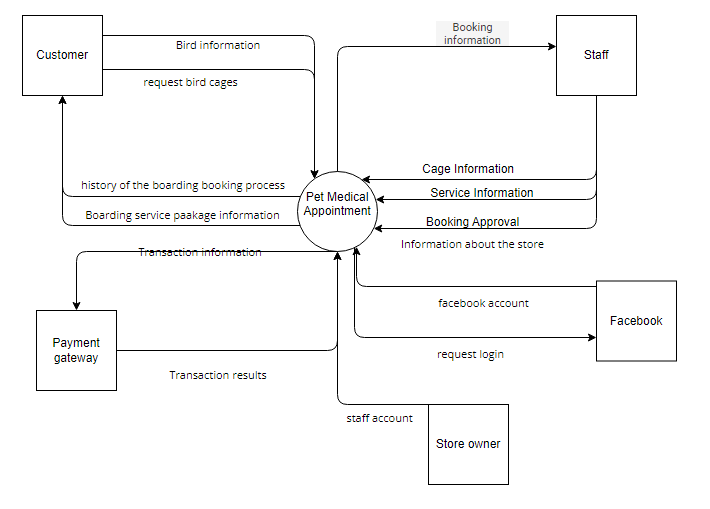 Booking
information
Customer
Bird information
Staff
request bird cages
Cage Information
history of the boarding booking process
Service Information
Pet Medical
Appointment
Boarding service paakage information
Booking Approval
Information about the store
Transaction information
facebook account
Facebook
Payment
gateway
request login
Transaction results
staff account
Store owner